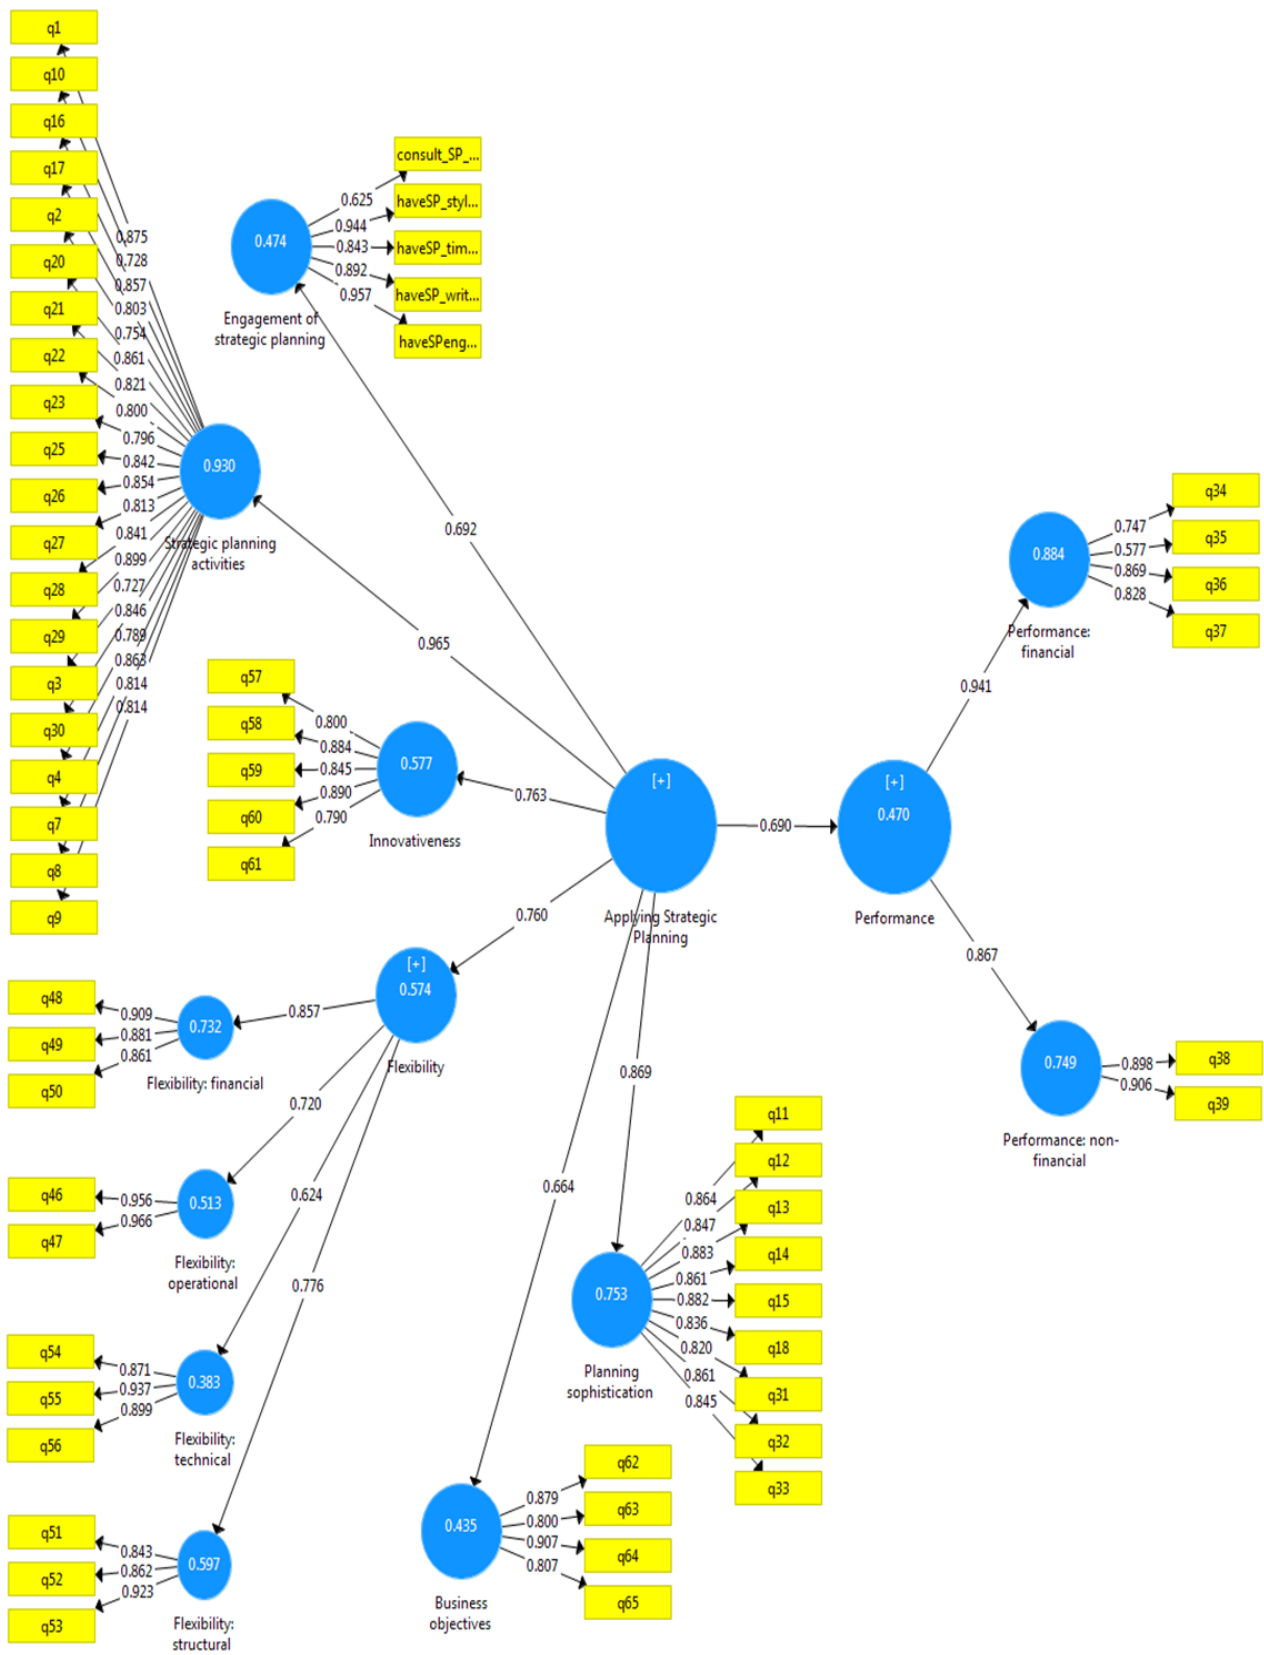 q1
q10
q16
q17
q2
q20
q21
q22
q23
q25
q26
q27
q28
q29
q3
q30
q4
q7
q8
q9
0.875
0.728
0.857
0.803
0.754
0.861
0.821
0.800
0.796
0.842
0.854
0.813
0.841
0.899
0.727
0.846
0.789
0.863
0.814
0.814
0.930
Strategic planning
activities
consult_SP_...
haveSP_styl...
haveSP_tim...
haveSP_writ...
haveSPeng...
0.625
0.944
0.843
0.892
0.957
0.474
Engagement of
strategic planning
0.692
0.965
q57
q58
q59
q60
q61
0.800
0.884
0.845
0.890
0.790
0.577
Innovativeness
0.763
[+]
Applying Strategic
Planning
0.690
[+]
0.470
Performance
0.941
0.884
Performance:
financial
0.747
0.577
0.869
0.828
q34
q35
q36
q37
0.867
0.749
Performance: non-
financial
0.898
0.906
q38
q39
0.760
[+]
0.574
Flexibility
0.857
0.732
Flexibility: financial
0.909
0.881
0.861
q48
q49
q50
0.720
0.513
Flexibility:
operational
0.956
0.966
q46
q47
0.624
0.383
Flexibility:
technical
0.871
0.937
0.899
q54
q55
q56
0.776
0.597
Flexibility:
structural
0.843
0.862
0.923
q51
q52
q53
0.869
0.753
Planning
sophistication
0.864
0.847
0.883
0.861
0.882
0.836
0.820
0.861
0.845
q11
q12
q13
q14
q15
q18
q31
q32
q33
0.664
0.435
Business
objectives
0.879
0.800
0.907
0.807
q62
q63
q64
q65